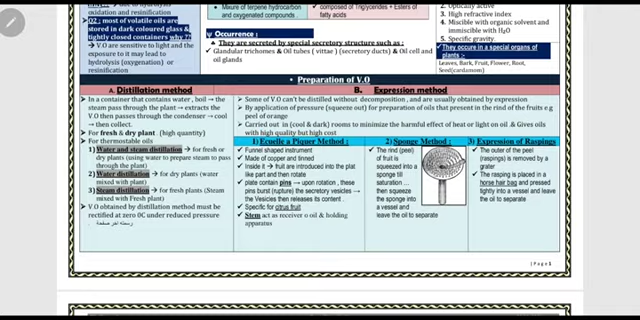 hydrolysis
oxidation and resinification
Q2 : most of volatile oils are
stored in dark coloured glass &
tightly closed containers why ??
→ V.O are sensitive to light and the
exposure to it may lead to
hydrolysis (oxygenation) or
resinification
Mixure of terpene hydrocarbon
and oxygenated compounds .
composed of Triglycerides + Esters of
fatty acids
Occurrence :
They are secreted by special secretory structure such as :
Glandular trichomes & Oil tubes ( vittae ) (secretory ducts) & Oil cell and
oil glands
2. Optically active
3. High refractive index
4. Miscible with organic solvent and
immiscible with H₂O
5. Specific gravity.
They occur in a special organs of
plants :-
Leaves, Bark, Fruit, Flower, Root,
Seed(cardamom)
Preparation of V.O
A. Distillation method
In a container that contains water , boil → the
steam pass through the plant → extracts the
V.O then passes through the condenser → cool
→ then collect.
For fresh & dry plant (high quantity)
For thermostable oils
1) Water and steam distillation → for fresh or
dry plants (using water to prepare steam to pass
through the plant)
2) Water distillation → for dry plants (water
mixed with plant)
3) Steam distillation → for fresh plants (Steam
mixed with Fresh plant)
V.O obtained by distillation method must be
rectified at zero 0C under reduced pressure
رسمته اخر صفحة
B. Expression method
Some of V.O can't be distilled without decomposition, and are usually obtained by expression
By application of pressure (squeeze out) for preparation of oils that present in the rind of the fruits e.g
peel of orange
Carried out in (cool & dark) rooms to minimize the harmful effect of heat or light on oil & Gives oils
with high quality but high cost
1) Ecuelle a Piquer Method :
Funnel shaped instrument
Made of copper and tinned
Inside it → fruit are introduced into the plat
like part and then rotate
plate contain pins → upon rotation , these
pins burst (rupture) the secretory vesicles →
the Vesicles then releases its content .
Specific for citrus fruit
Stem act as receiver o oil & holding
apparatus
2) Sponge Method :
The rind (peel)
of fruit is
squeezed into a
sponge till
saturation ...
then squeeze
the sponge into
a vessel and
leave the oil to separate
3) Expression of Raspings
The outer of the peel
(raspings) is removed by a
grater
The rasping is placed in a
horse hair bag and pressed
tightly into a vessel and leave
the oil to separate
| P a g e 1